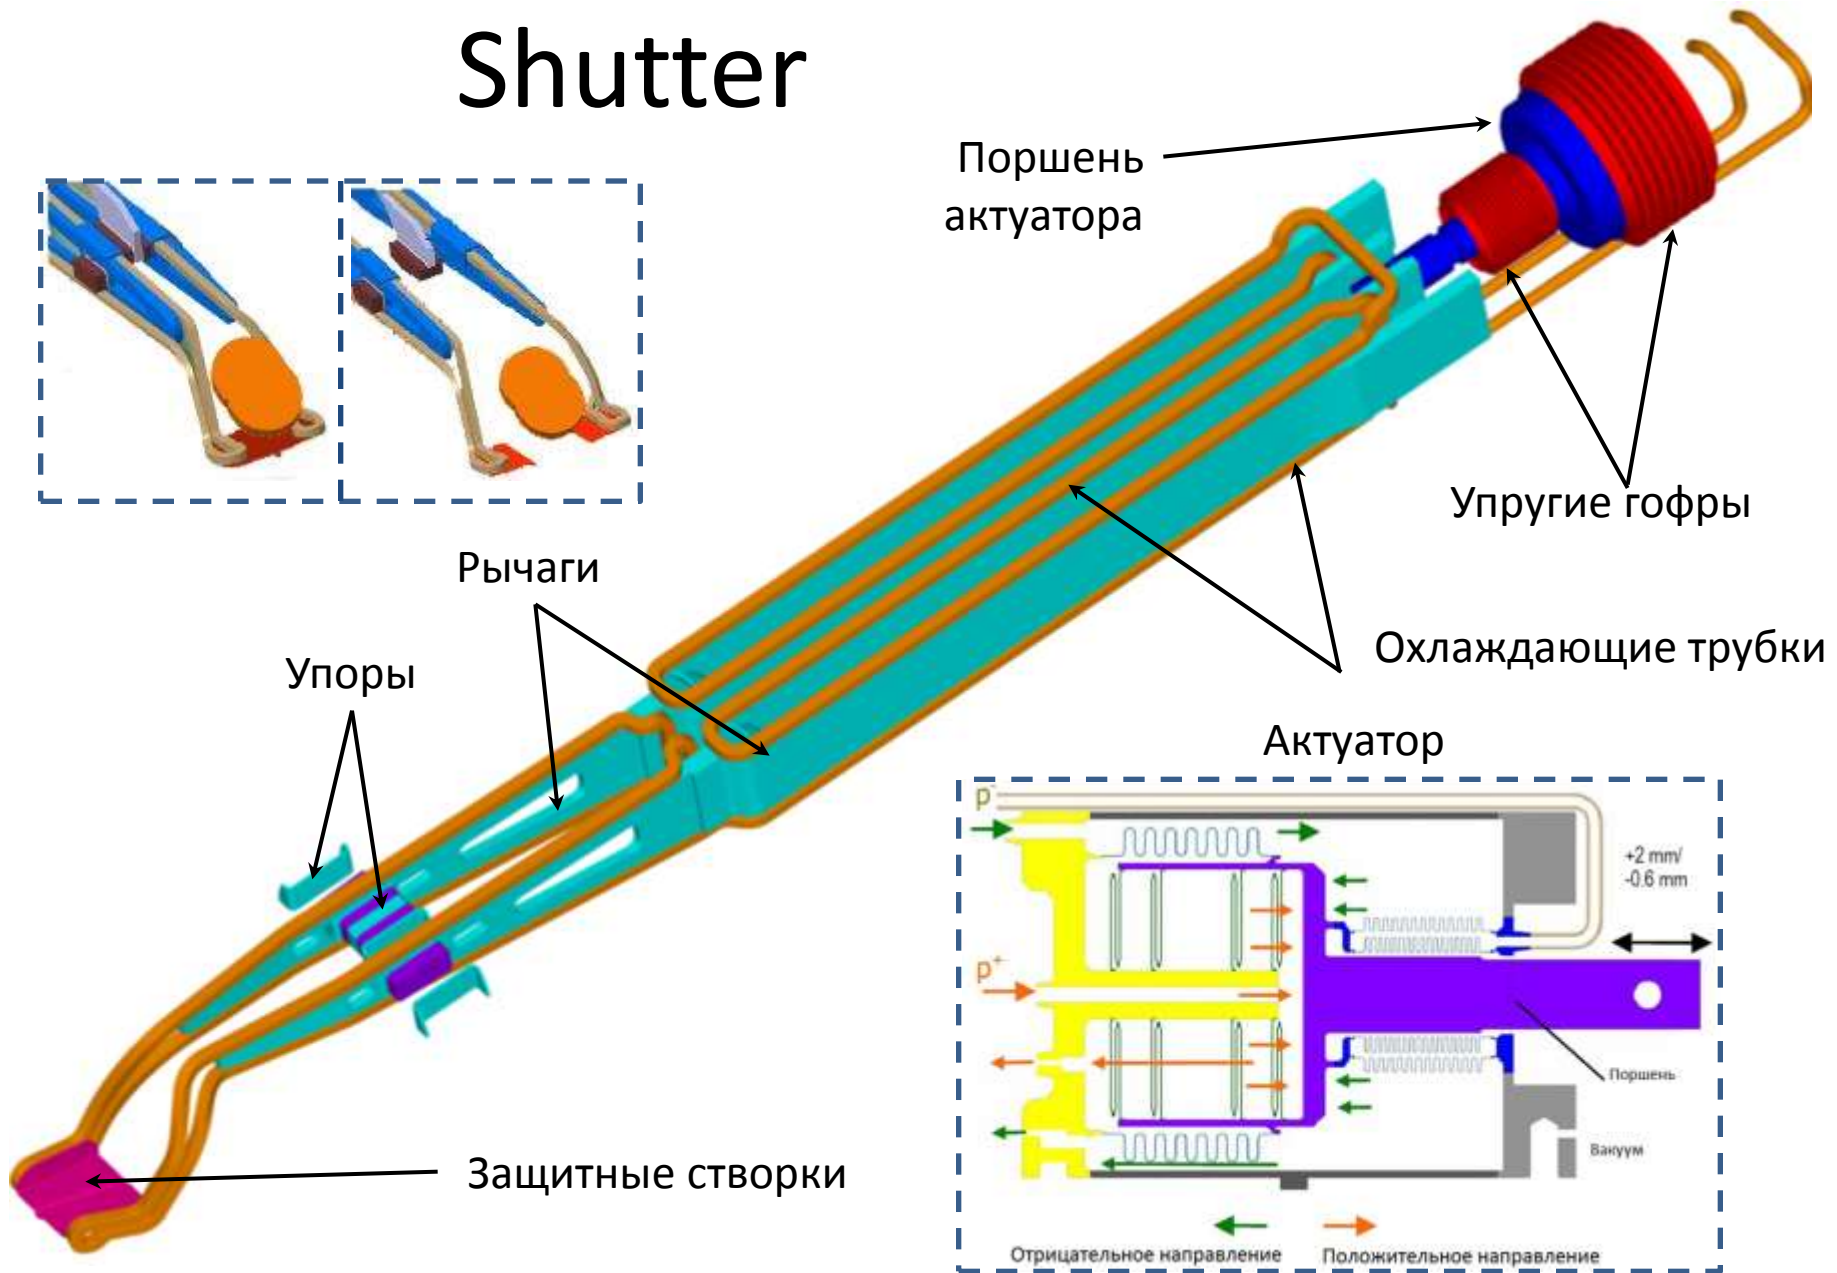 Shutter
Поршень
актуатора
Упругие гофры
Рычаги
Охлаждающие трубки
Упоры
Актуатор
p-
+2 mm/
-0.6 mm
p+
Поршень
Вакуум
Защитные створки
Отрицательное направление
Положительное направление